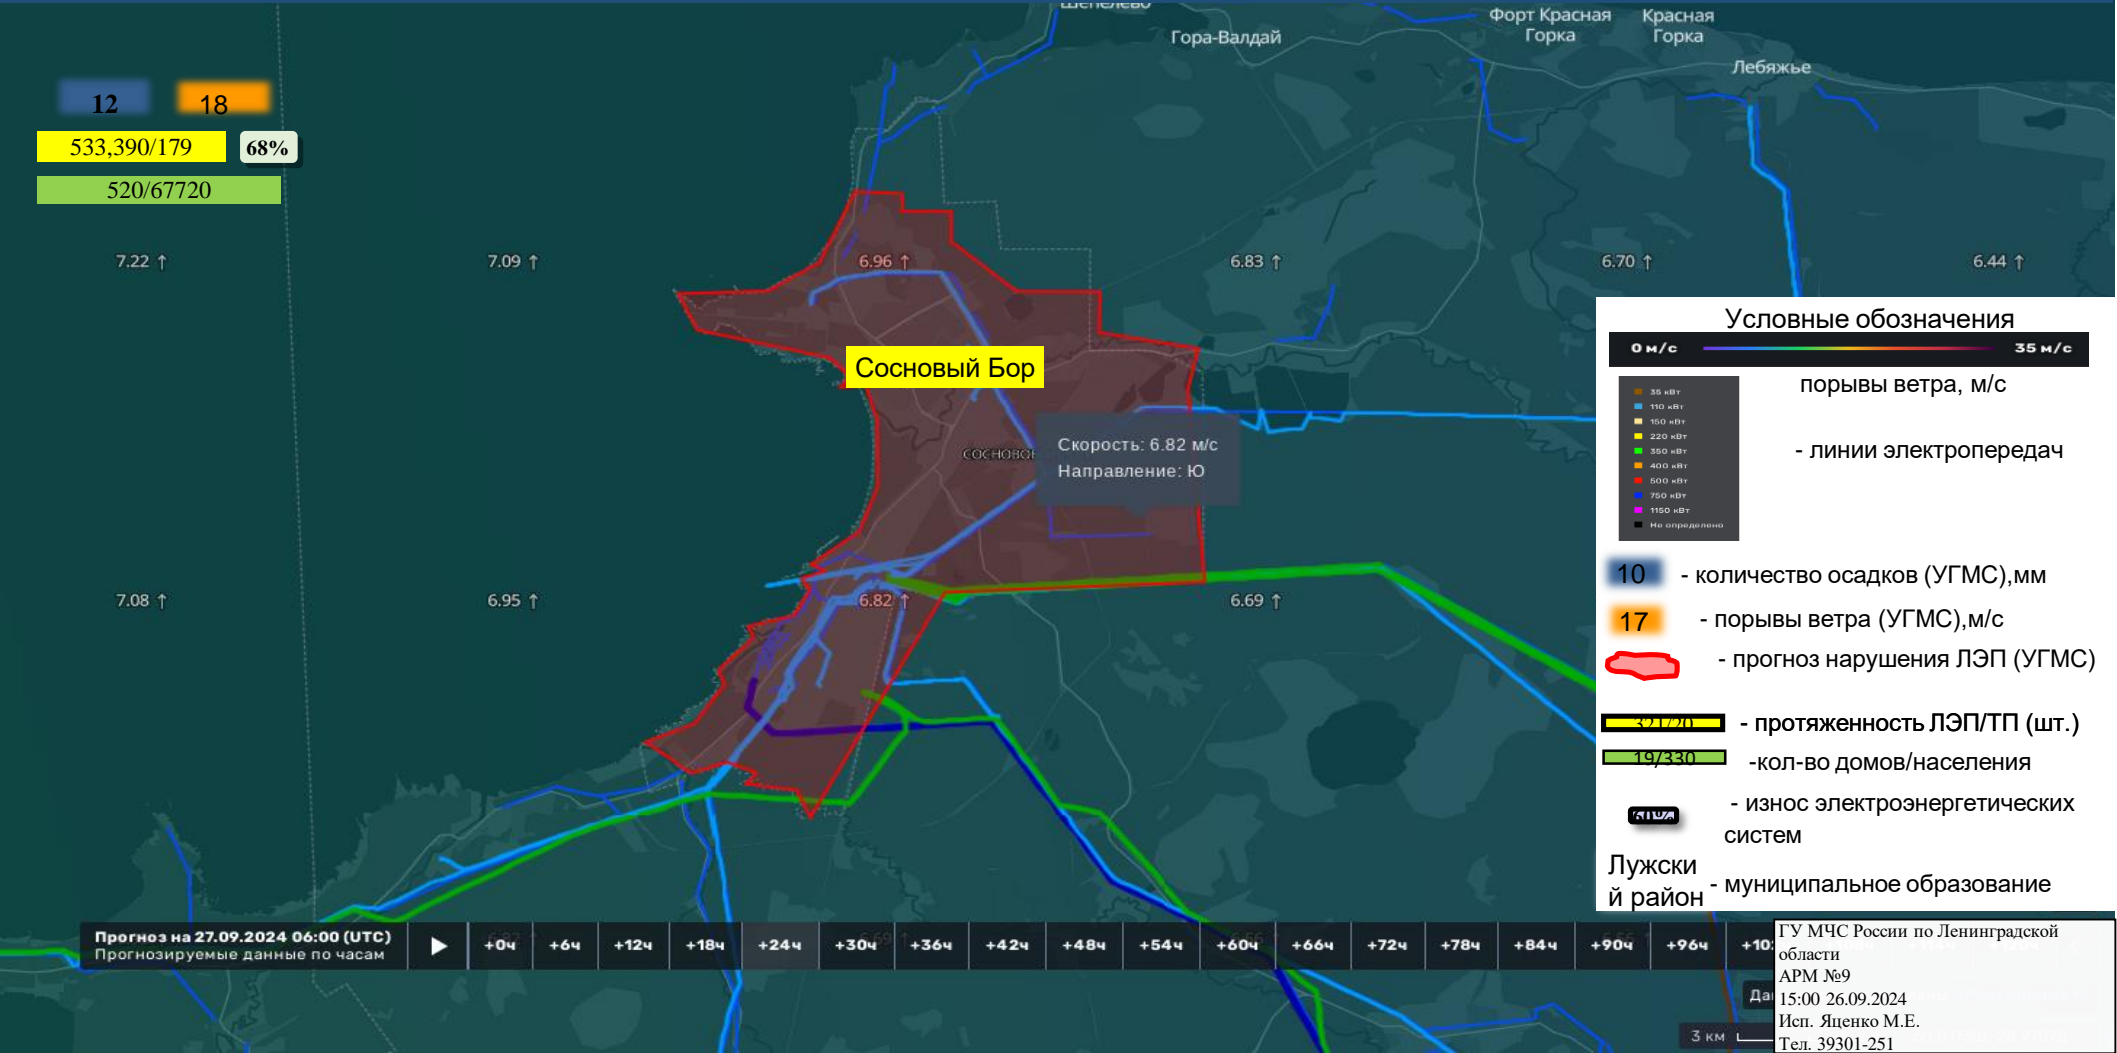 Шепелево
Гора-Валдай
Форт Красная
Горка
Красная
Горка
Лебяжье
12
18
533,390/179
68%
520/67720
7.22 ↑
7.09 ↑
6.96 ↑
6.83 ↑
6.70 ↑
6.44 ↑
Сосновый Бор
Скорость: 6.82 м/с
Направление: Ю
7.08 ↑
6.95 ↑
6.82 ↑
6.69 ↑
Условные обозначения
0 м/с
35 м/с
порывы ветра, м/с
35 кВт
110 кВт
150 кВт
220 кВт
350 кВт
400 кВт
500 кВт
750 кВт
1150 кВт
Не определено
- линии электропередач
10 - количество осадков (УГМС),мм
17 - порывы ветра (УГМС),м/с
- прогноз нарушения ЛЭП (УГМС)
321/20 - протяженность ЛЭП/ТП (шт.)
19/330 -кол-во домов/населения
60% - износ электроэнергетических
систем
Лужски
й район - муниципальное образование
Прогноз на 27.09.2024 06:00 (UTC)
Прогнозируемые данные по часам
+0ч +6ч +12ч +18ч +24ч +30ч +36ч +42ч +48ч +54ч +60ч +66ч +72ч +78ч +84ч +90ч +96ч
ГУ МЧС России по Ленинградской
области
АРМ №9
15:00 26.09.2024
Исп. Яценко М.Е.
Тел. 39301-251
3 км